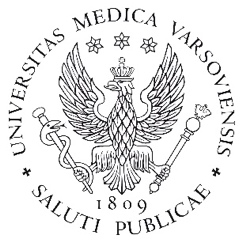 UNIVERSITAS MEDICA VARSOVIENSIS
1809
SALUTI PUBLICAE